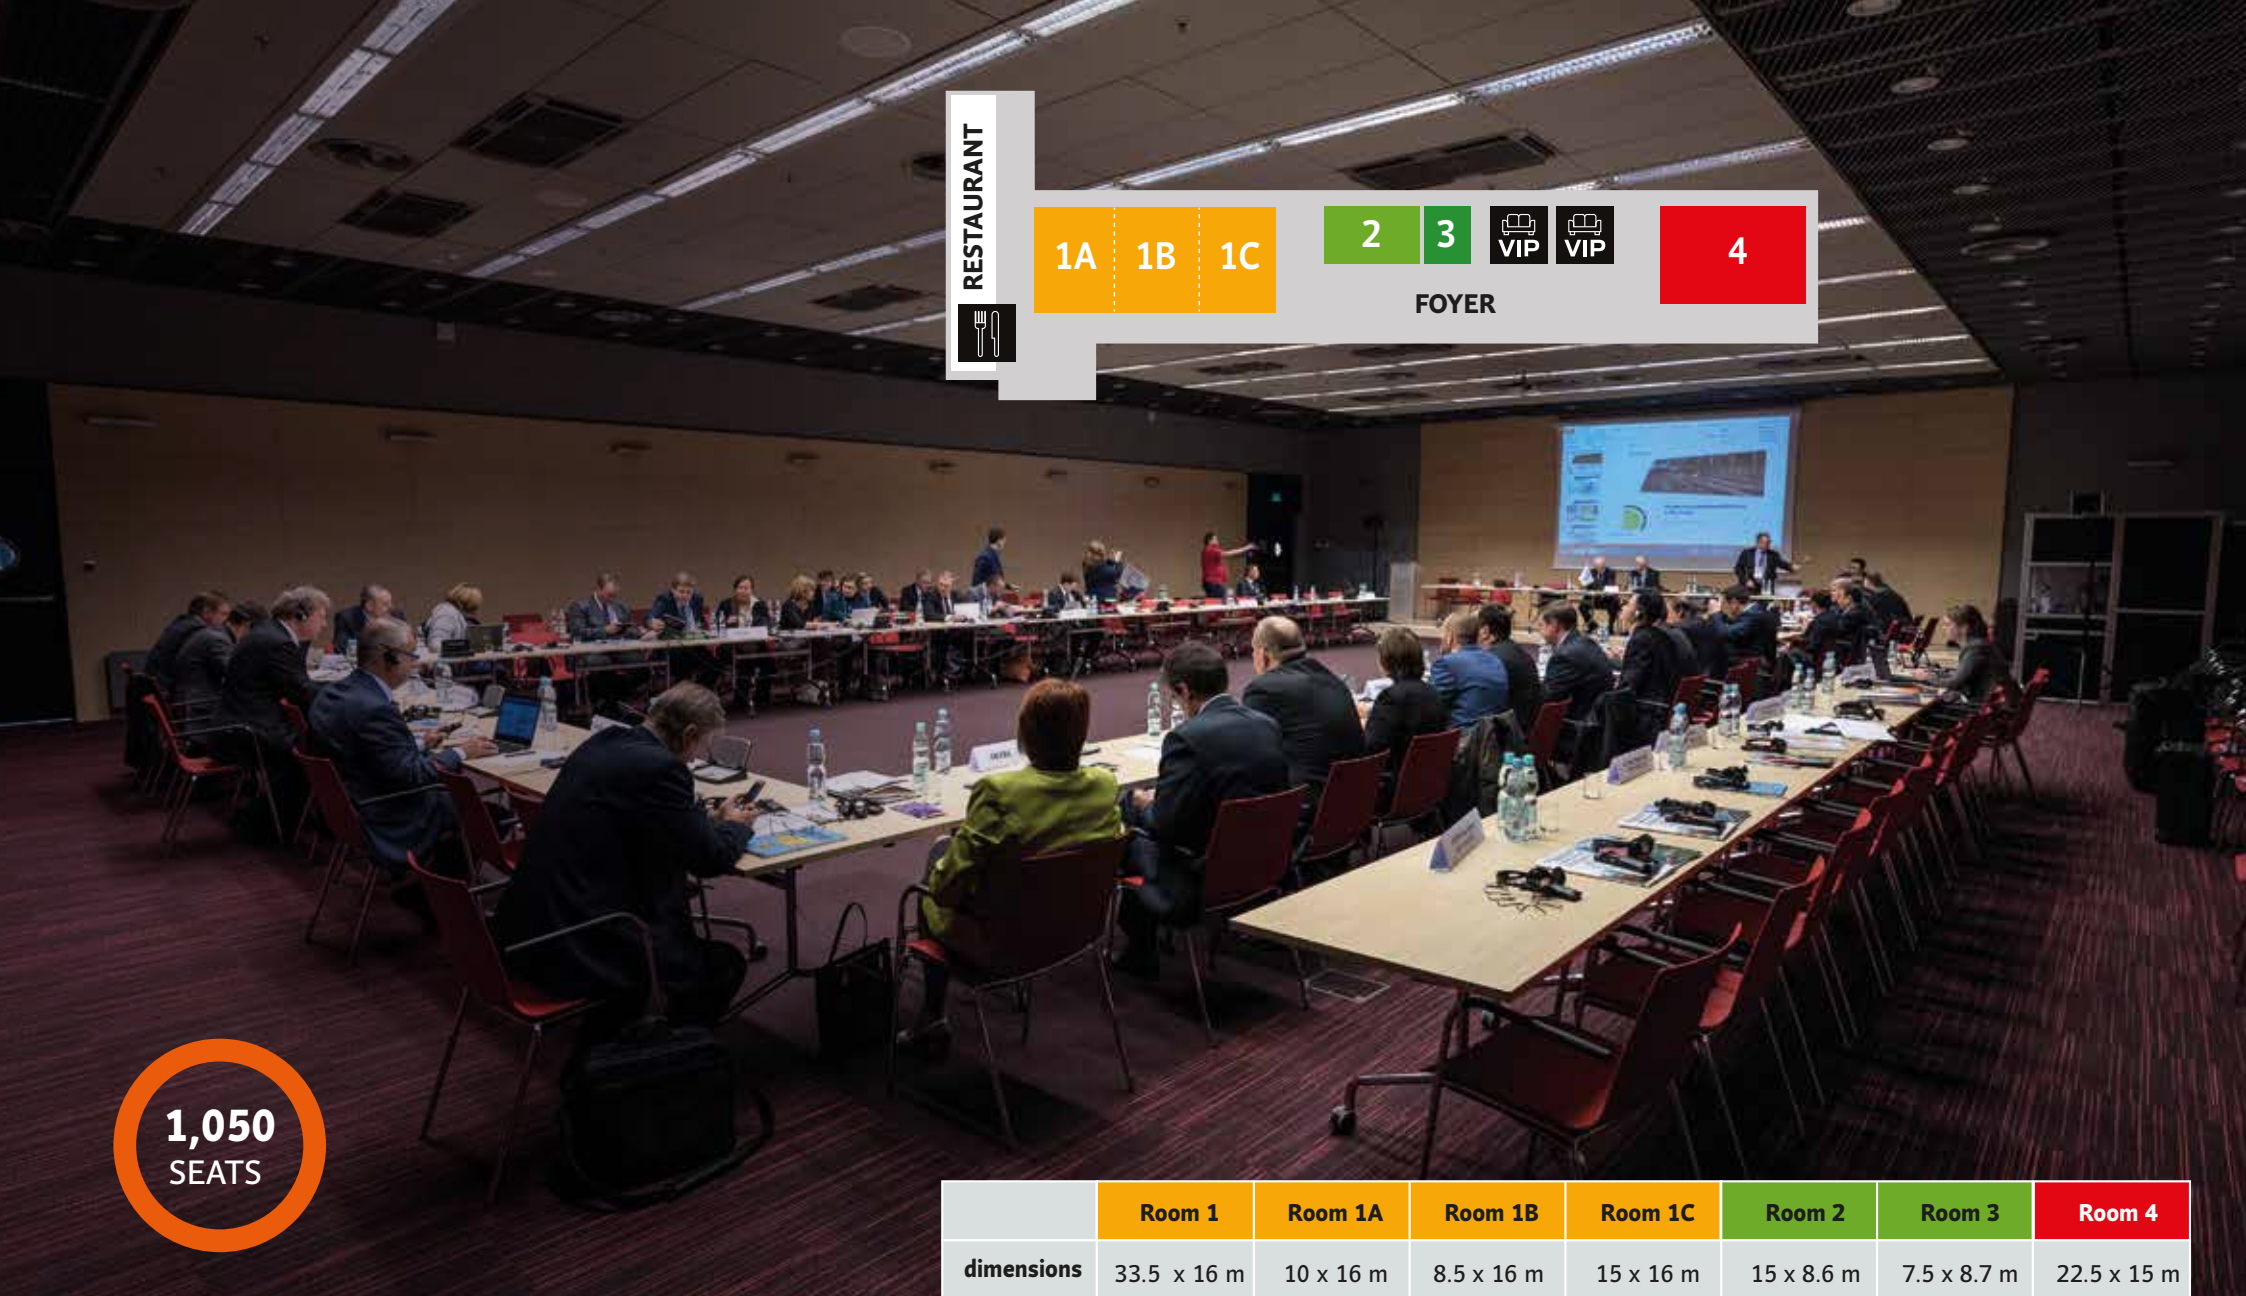 RESTAURANT
1A 1B 1C
2 3 VIP VIP
4
FOYER
1,050
SEATS
Room 1 Room 1A Room 1B Room 1C Room 2 Room 3 Room 4
dimensions 33.5 x 16 m 10 x 16 m 8.5 x 16 m 15 x 16 m 15 x 8.6 m 7.5 x 8.7 m 22.5 x 15 m